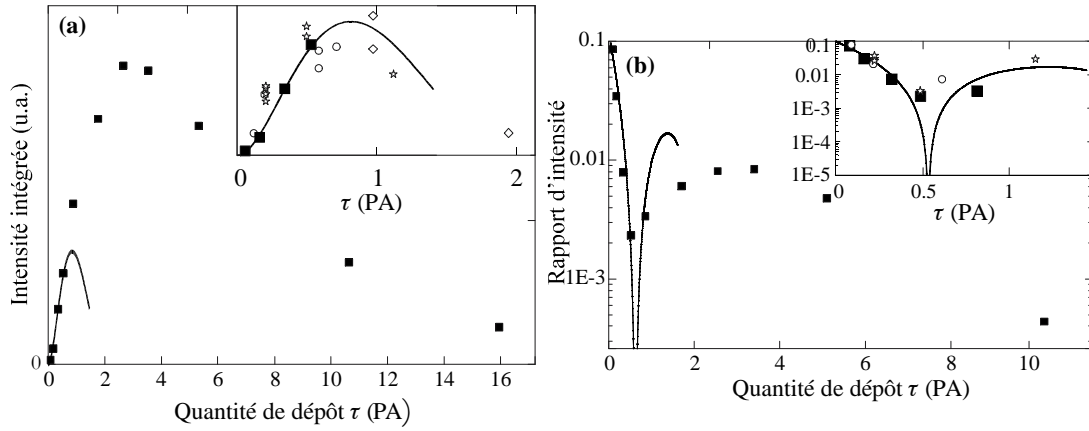 (a)
Intensité intégrée (u.a.)
0
0 1 2
τ (PA)
0 2 4 6 8 10 12 14 16
Quantité de dépôt τ (PA)
(b)
Rapport d'intensité
0.1
0.01
1E-3
0.1
0.01
1E-3
1E-4
1E-5
0 0.5 1
τ (PA)
0 2 4 6 8 10
Quantité de dépôt τ (PA)